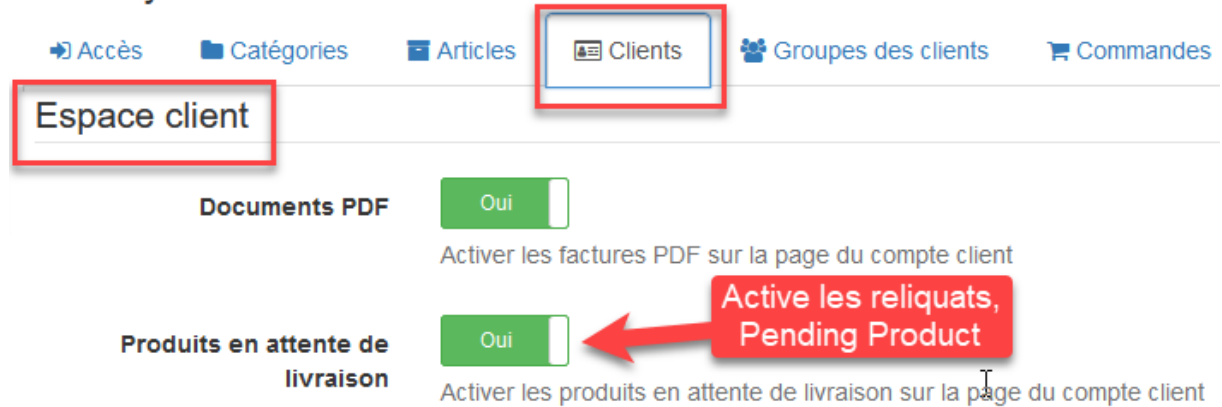 Accès Catégories Articles Clients Groupes des clients Commandes
Espace client
Documents PDF Oui
Activer les factures PDF sur la page du compte client
Active les reliquats,
Pending Product
Produits en attente de
livraison
Oui
Activer les produits en attente de livraison sur la page du compte client